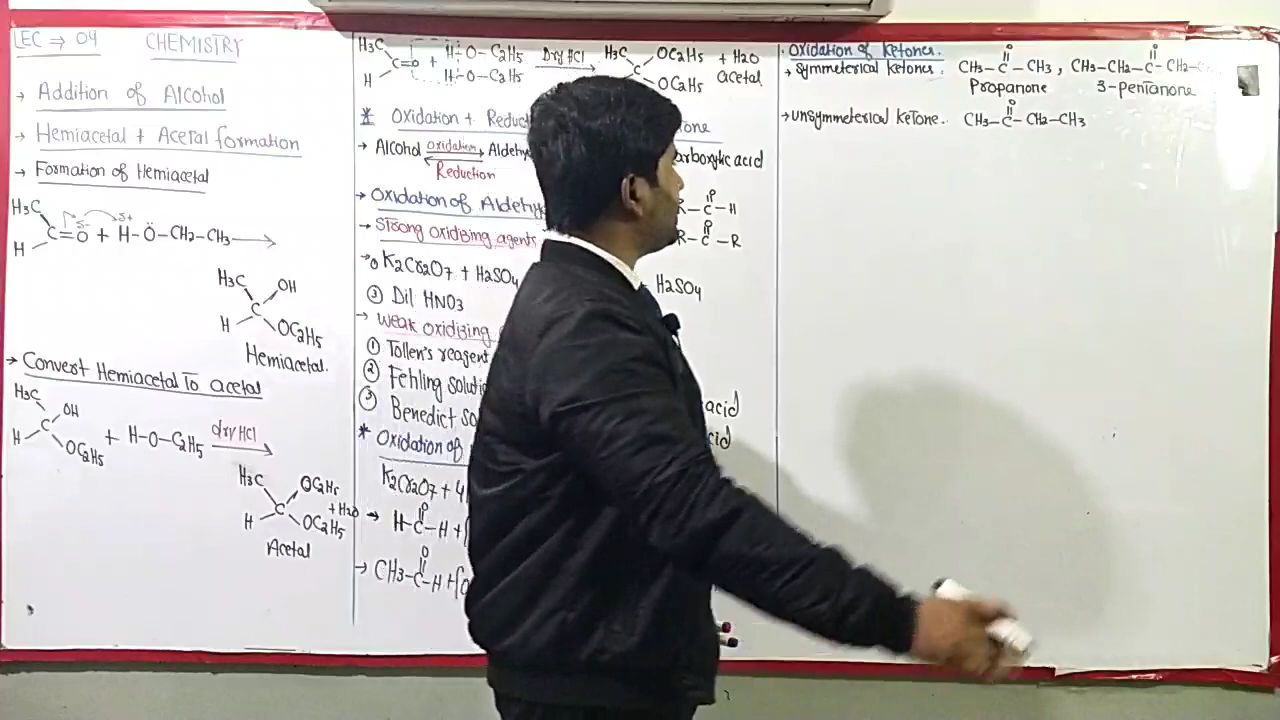 LEC ⇒ 04 CHEMISTRY
→ Addition of Alcohol
→ Hemiacetal + Acetal formation
→ Formation of Hemiacetal
H3C
C=O + H-Ö-CH2-CH3 →
H
δ- δ+
H3C OH
C
H OC2H5
Hemiacetal.
→ Convert Hemiacetal To acetal
H3C OH
C + H-O-C2H5 dry HCl →
H OC2H5
H3C OC2H5
C + H2O
H OC2H5
Acetal
H3C H-O-C2H5 Dry HCl H3C OC2H5 + H2O
C=O + → C acetal
H H-O-C2H5 OC2H5
* Oxidation + Reduct one
→ Alcohol oxidation Aldehy arboxylic acid
Reduction
→ Oxidation of Aldehy R-C-H
O
→ Strong oxidizing agents R-C-R
O
→ K2Cr2O7 + H2SO4 H2SO4
③ Dil HNO3
→ weak oxidizing
① Tollen's reagent
② Fehling soluti
③ Benedict so acid
* Oxidation of cid
K2Cr2O7 + 4
O
→ H-C-H + [
O
→ CH3-C-H + [O
• Oxidation of Ketones.
→ Symmeterical Ketones. CH3-C-CH3, CH3-CH2-C-CH2-C
O O
Propanone 3-pentanone
O
→ Unsymmeterical Ketone. CH3-C-CH2-CH3